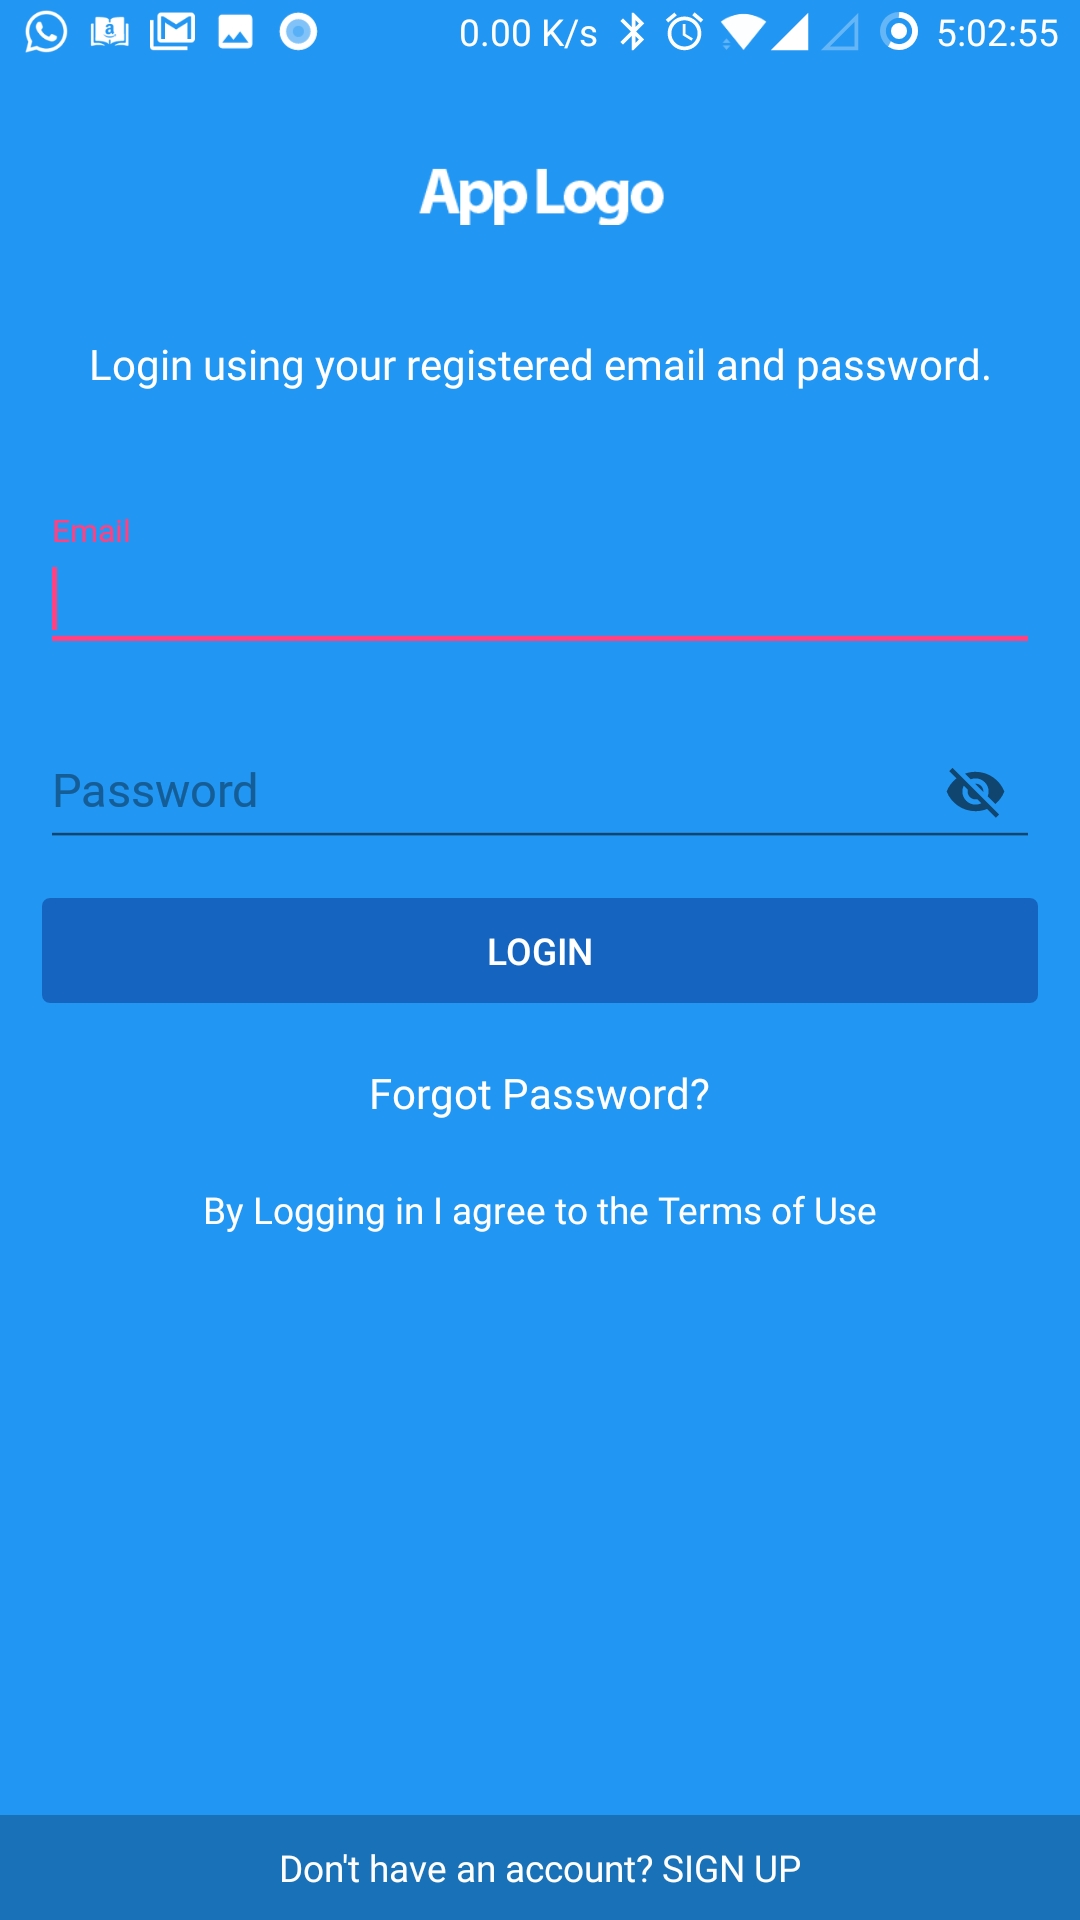 0.00 K/s 5:02:55
App Logo
Login using your registered email and password.
Email
Password
LOGIN
Forgot Password?
By Logging in I agree to the Terms of Use
Don't have an account? SIGN UP